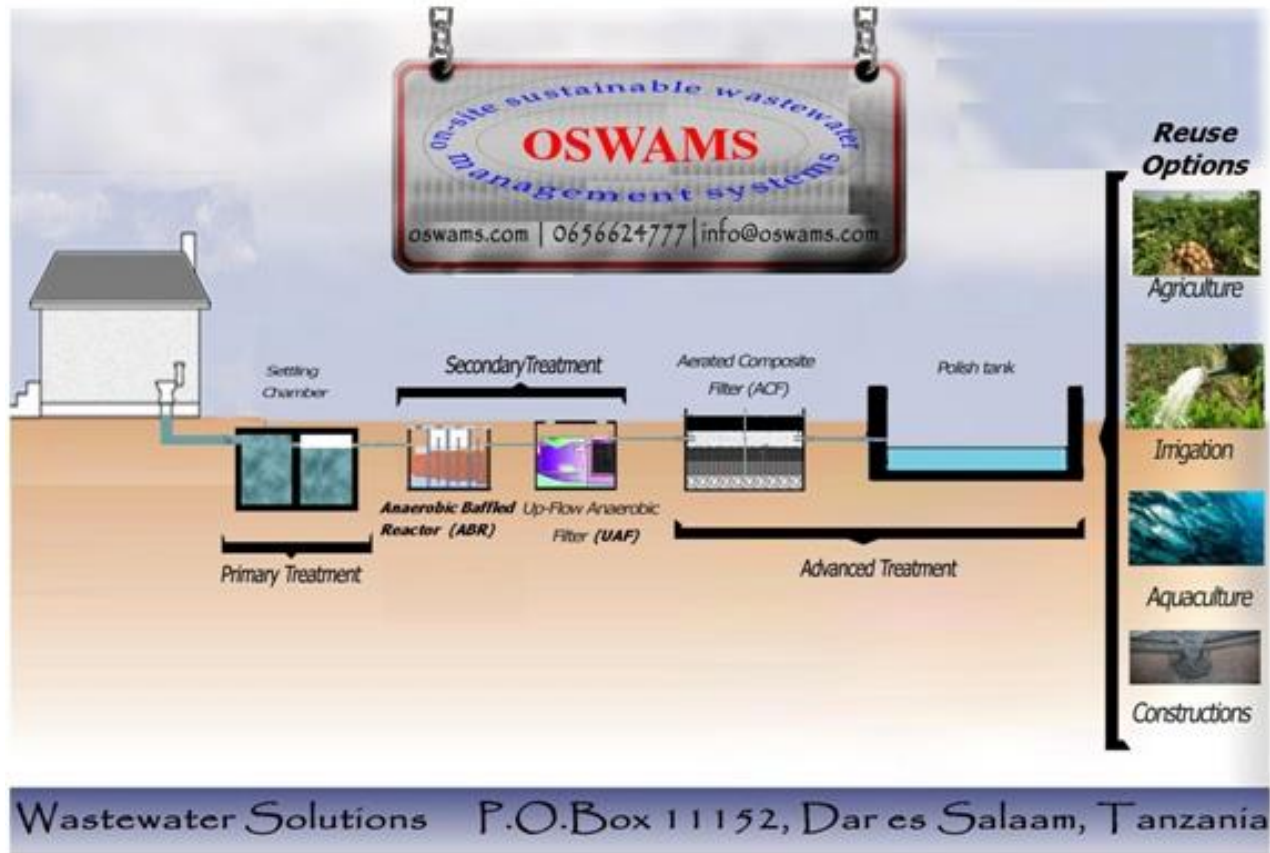 on-site sustainable wastewater
OSWAMS
management systems
oswams.com | 0656624777 | info@oswams.com
Reuse
Options
Agriculture
Irrigation
Aquaculture
Constructions
Settling
Chamber
SecondaryTreatment
Aerated Composite
Filter (ACF)
Polish tank
Anaerobic Baffled
Reactor (ABR)
Up-Flow Anaerobic
Filter (UAF)
Primary Treatment
Advanced Treatment
Wastewater Solutions P.O.Box 11152, Dar es Salaam, Tanzania